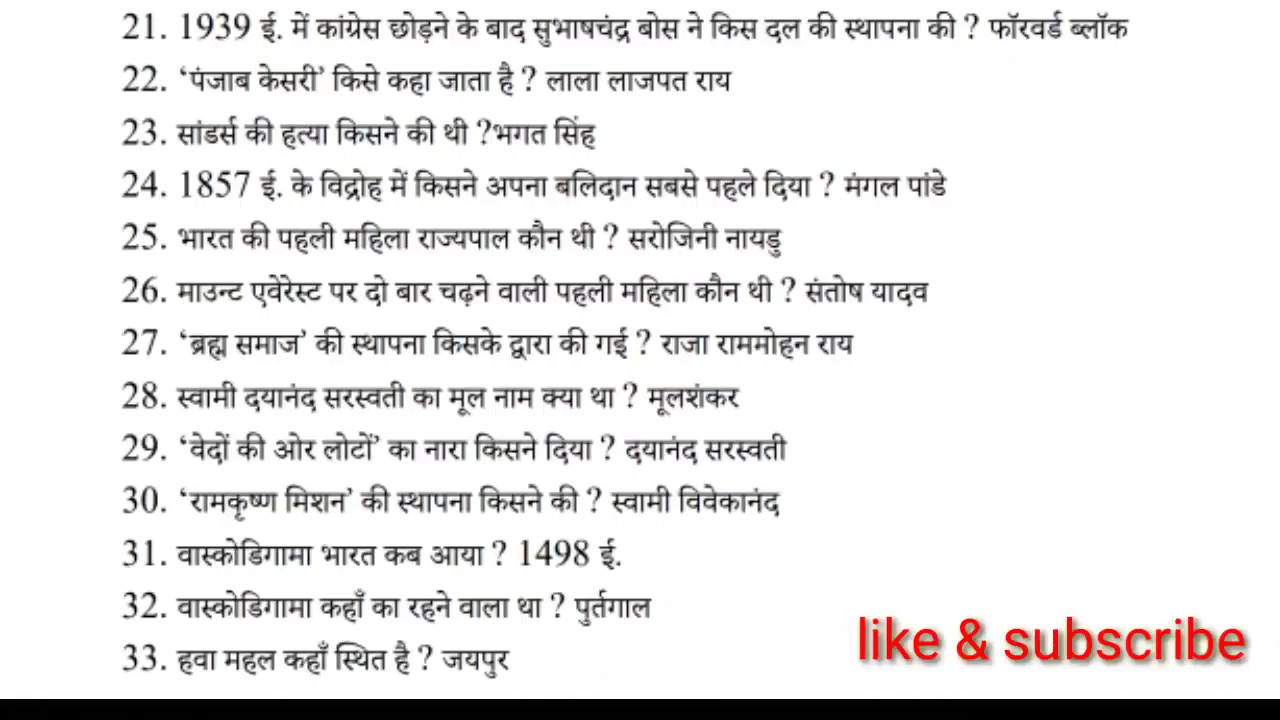 21. 1939 ई. में कांग्रेस छोड़ने के बाद सुभाषचंद्र बोस ने किस दल की स्थापना की ? फॉरवर्ड ब्लॉक
22. ‘पंजाब केसरी’ किसे कहा जाता है ? लाला लाजपत राय
23. सांडर्स की हत्या किसने की थी ?भगत सिंह
24. 1857 ई. के विद्रोह में किसने अपना बलिदान सबसे पहले दिया ? मंगल पांडे
25. भारत की पहली महिला राज्यपाल कौन थी ? सरोजिनी नायडु
26. माउन्ट एवेरेस्ट पर दो बार चढ़ने वाली पहली महिला कौन थी ? संतोष यादव
27. ‘ब्रह्म समाज’ की स्थापना किसके द्वारा की गई ? राजा राममोहन राय
28. स्वामी दयानंद सरस्वती का मूल नाम क्या था ? मूलशंकर
29. ‘वेदों की ओर लोटों’ का नारा किसने दिया ? दयानंद सरस्वती
30. ‘रामकृष्ण मिशन’ की स्थापना किसने की ? स्वामी विवेकानंद
31. वास्कोडिगामा भारत कब आया ? 1498 ई.
32. वास्कोडिगामा कहाँ का रहने वाला था ? पुर्तगाल
33. हवा महल कहाँ स्थित है ? जयपुर
like & subscribe